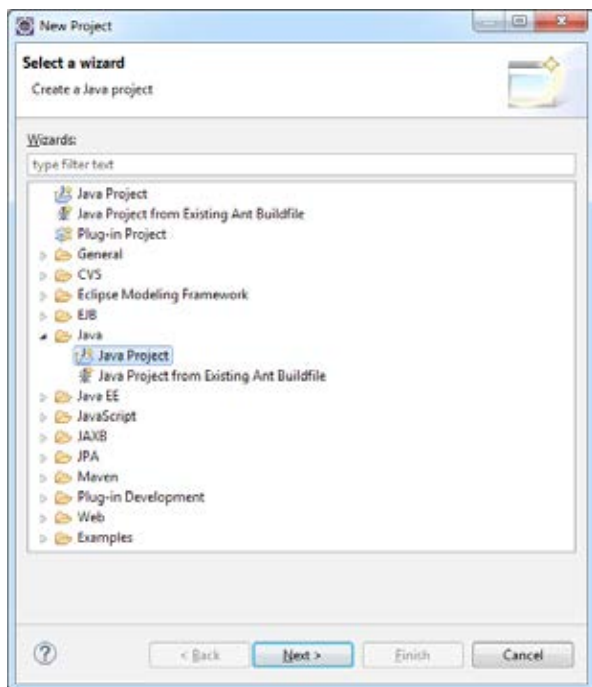 New Project
Select a wizard
Create a Java project
Wizards:
type filter text
Java Project
Java Project from Existing Ant Buildfile
Plug-in Project
General
CVS
Eclipse Modeling Framework
EJB
Java
Java Project
Java Project from Existing Ant Buildfile
Java EE
JavaScript
JAXB
JPA
Maven
Plug-in Development
Web
Examples
? < Back Next > Finish Cancel